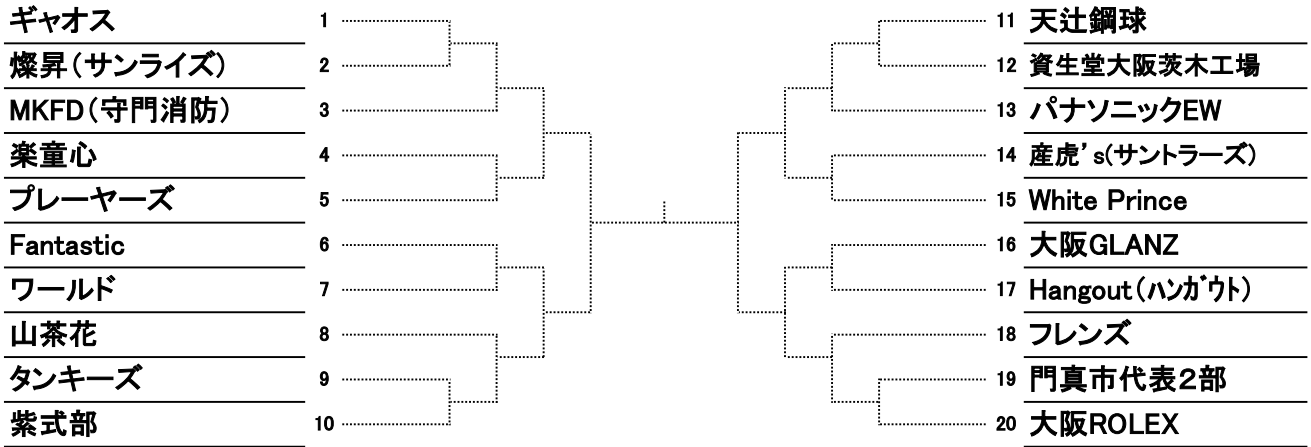 ギャオス 1
燦昇（サンライズ） 2
MKFD（守門消防） 3
楽童心 4
プレーヤーズ 5
Fantastic 6
ワールド 7
山茶花 8
タンキーズ 9
紫式部 10
11 天辻鋼球
12 資生堂大阪茨木工場
13 パナソニックEW
14 産虎’s(サントラーズ）
15 White Prince
16 大阪GLANZ
17 Hangout（ﾊﾝｶﾞｳﾄ）
18 フレンズ
19 門真市代表２部
20 大阪ROLEX